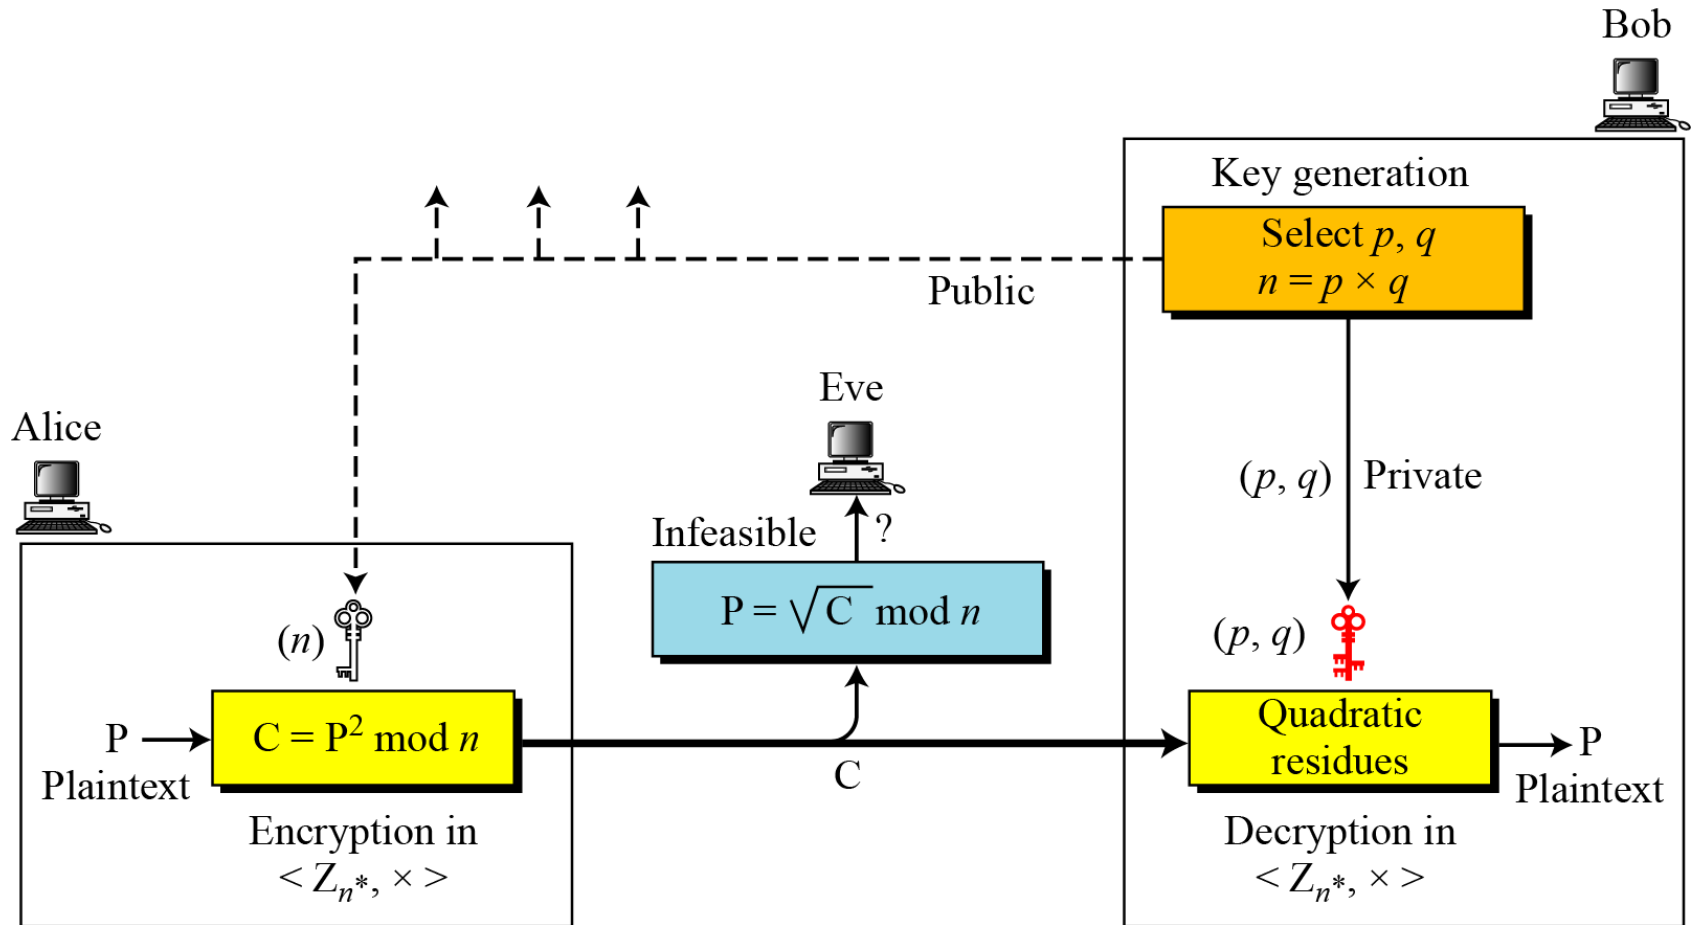 Bob
Key generation
Select p, q
n = p × q
Public
Eve
Alice
(p, q) Private
Infeasible
?
P = √C mod n
(n)
(p, q)
P
C = P² mod n
Plaintext
C
Quadratic
residues
P
Plaintext
Encryption in
< Zn*, × >
Decryption in
< Zn*, × >